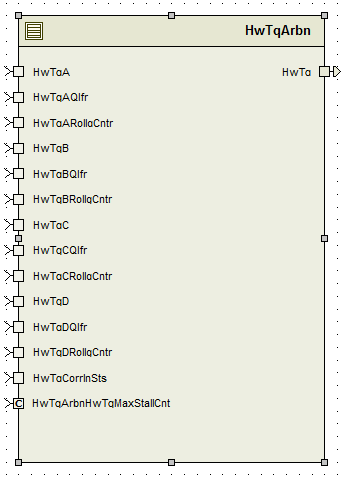 HwTqArbn
HwTqA
HwTq
HwTqAQlfr
HwTqARollgCntr
HwTqB
HwTqBQlfr
HwTqBRollgCntr
HwTqC
HwTqCQlfr
HwTqCRollgCntr
HwTqD
HwTqDQlfr
HwTqDRollgCntr
HwTqCorrlnSts
C HwTqArbnHwTqMaxStallCnt